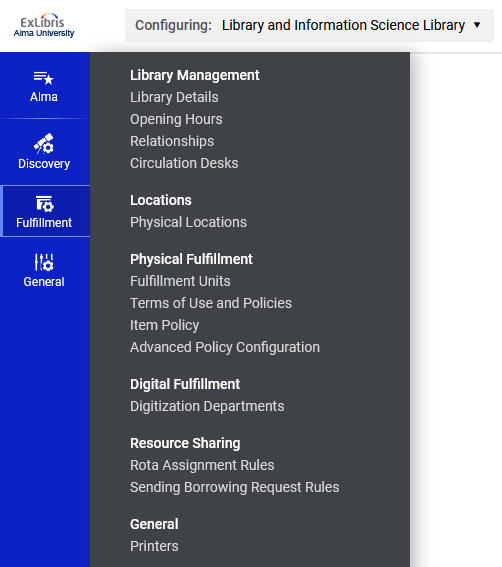 ExLibris
Alma University
Configuring: Library and Information Science Library
Alma
Discovery
Fulfillment
General
Library Management
Library Details
Opening Hours
Relationships
Circulation Desks
Locations
Physical Locations
Physical Fulfillment
Fulfillment Units
Terms of Use and Policies
Item Policy
Advanced Policy Configuration
Digital Fulfillment
Digitization Departments
Resource Sharing
Rota Assignment Rules
Sending Borrowing Request Rules
General
Printers